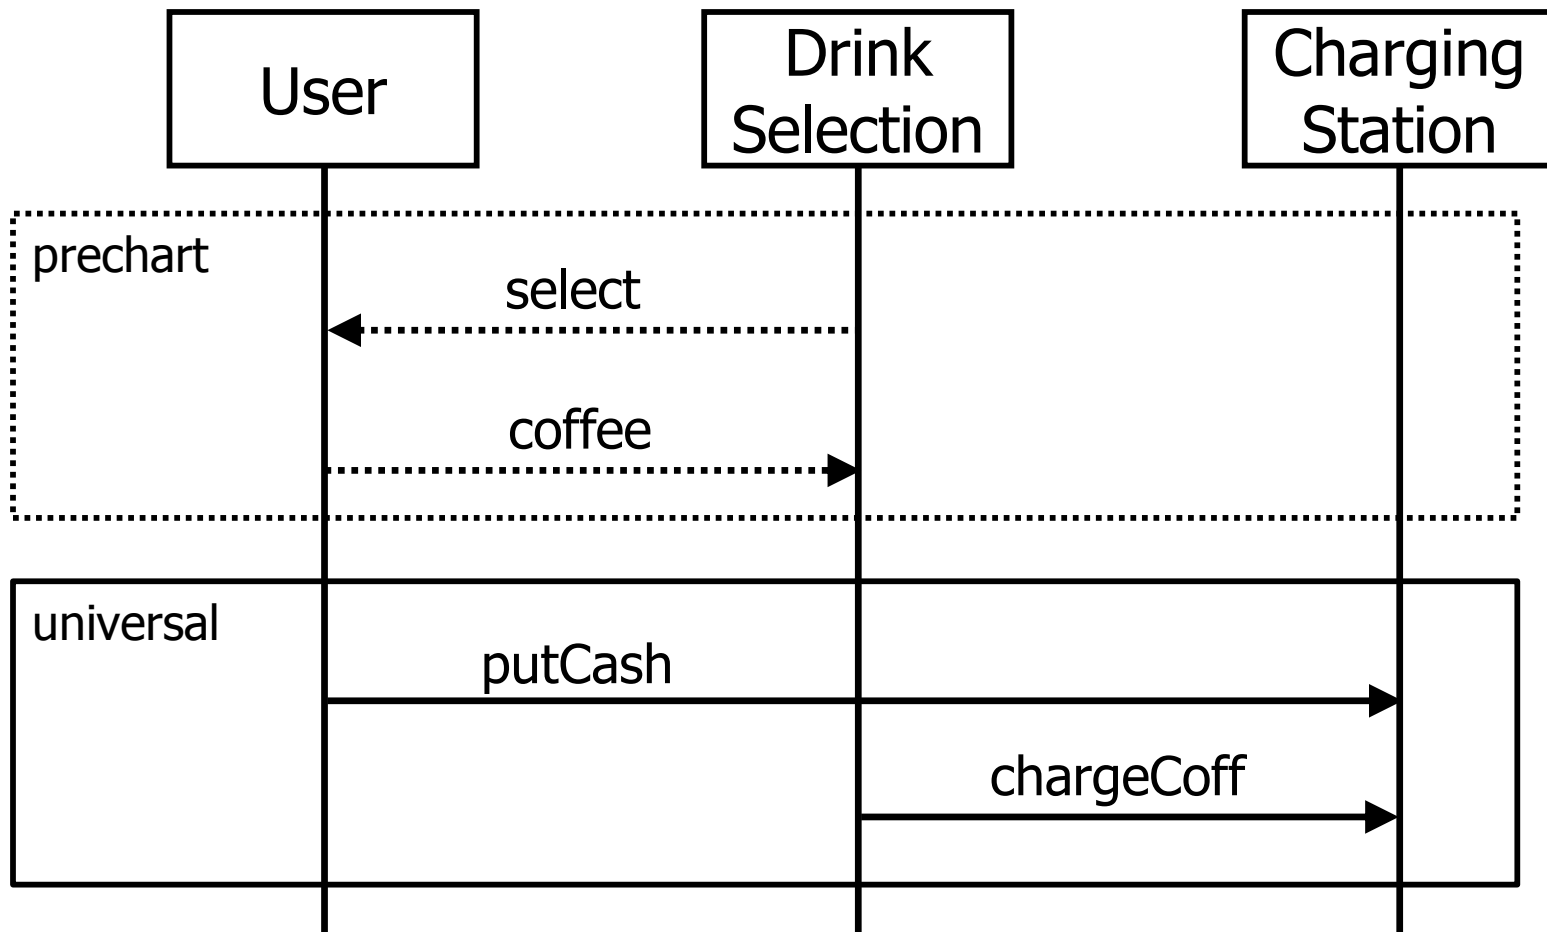 User
Drink
Selection
Charging
Station
prechart
select
coffee
universal
putCash
chargeCoff